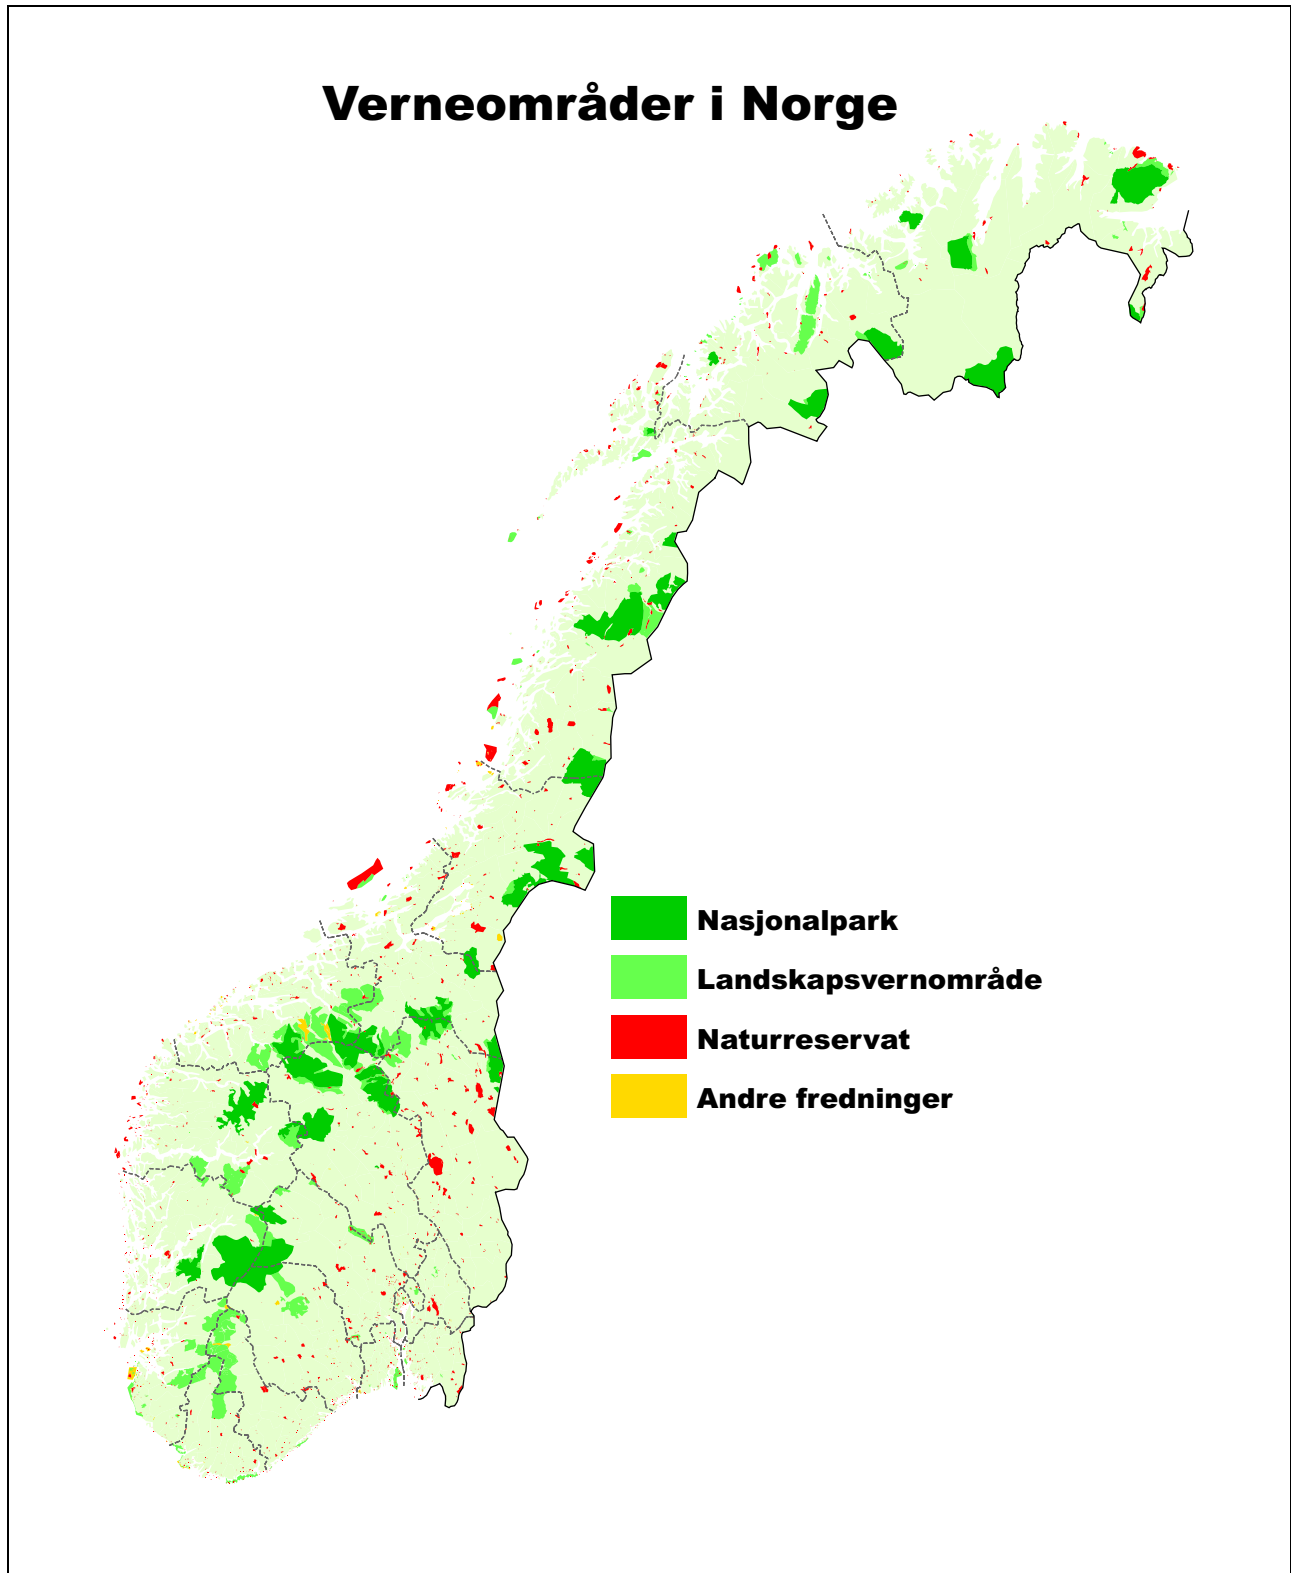 Verneområder i Norge
Nasjonalpark
Landskapsvernområde
Naturreservat
Andre fredninger